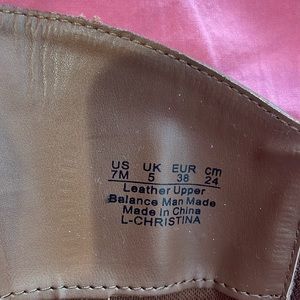 US UK EUR cm
7M 5 38 24
Leather Upper
Balance Man Made
Made In China
L-CHRISTINA